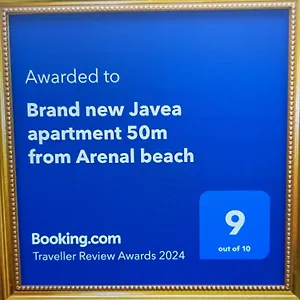 Awarded to
Brand new Javea
apartment 50m
from Arenal beach
9
out of 10
Booking.com
Traveller Review Awards 2024